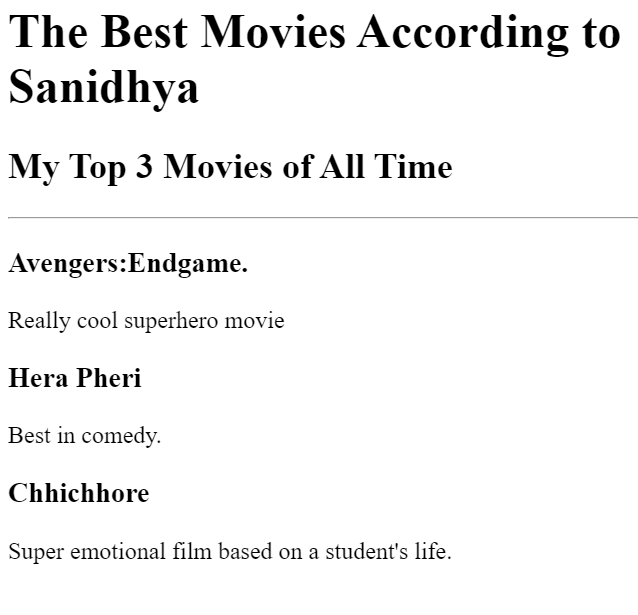 The Best Movies According to
Sanidhya
My Top 3 Movies of All Time
Avengers:Endgame.
Really cool superhero movie
Hera Pheri
Best in comedy.
Chhichhore
Super emotional film based on a student's life.